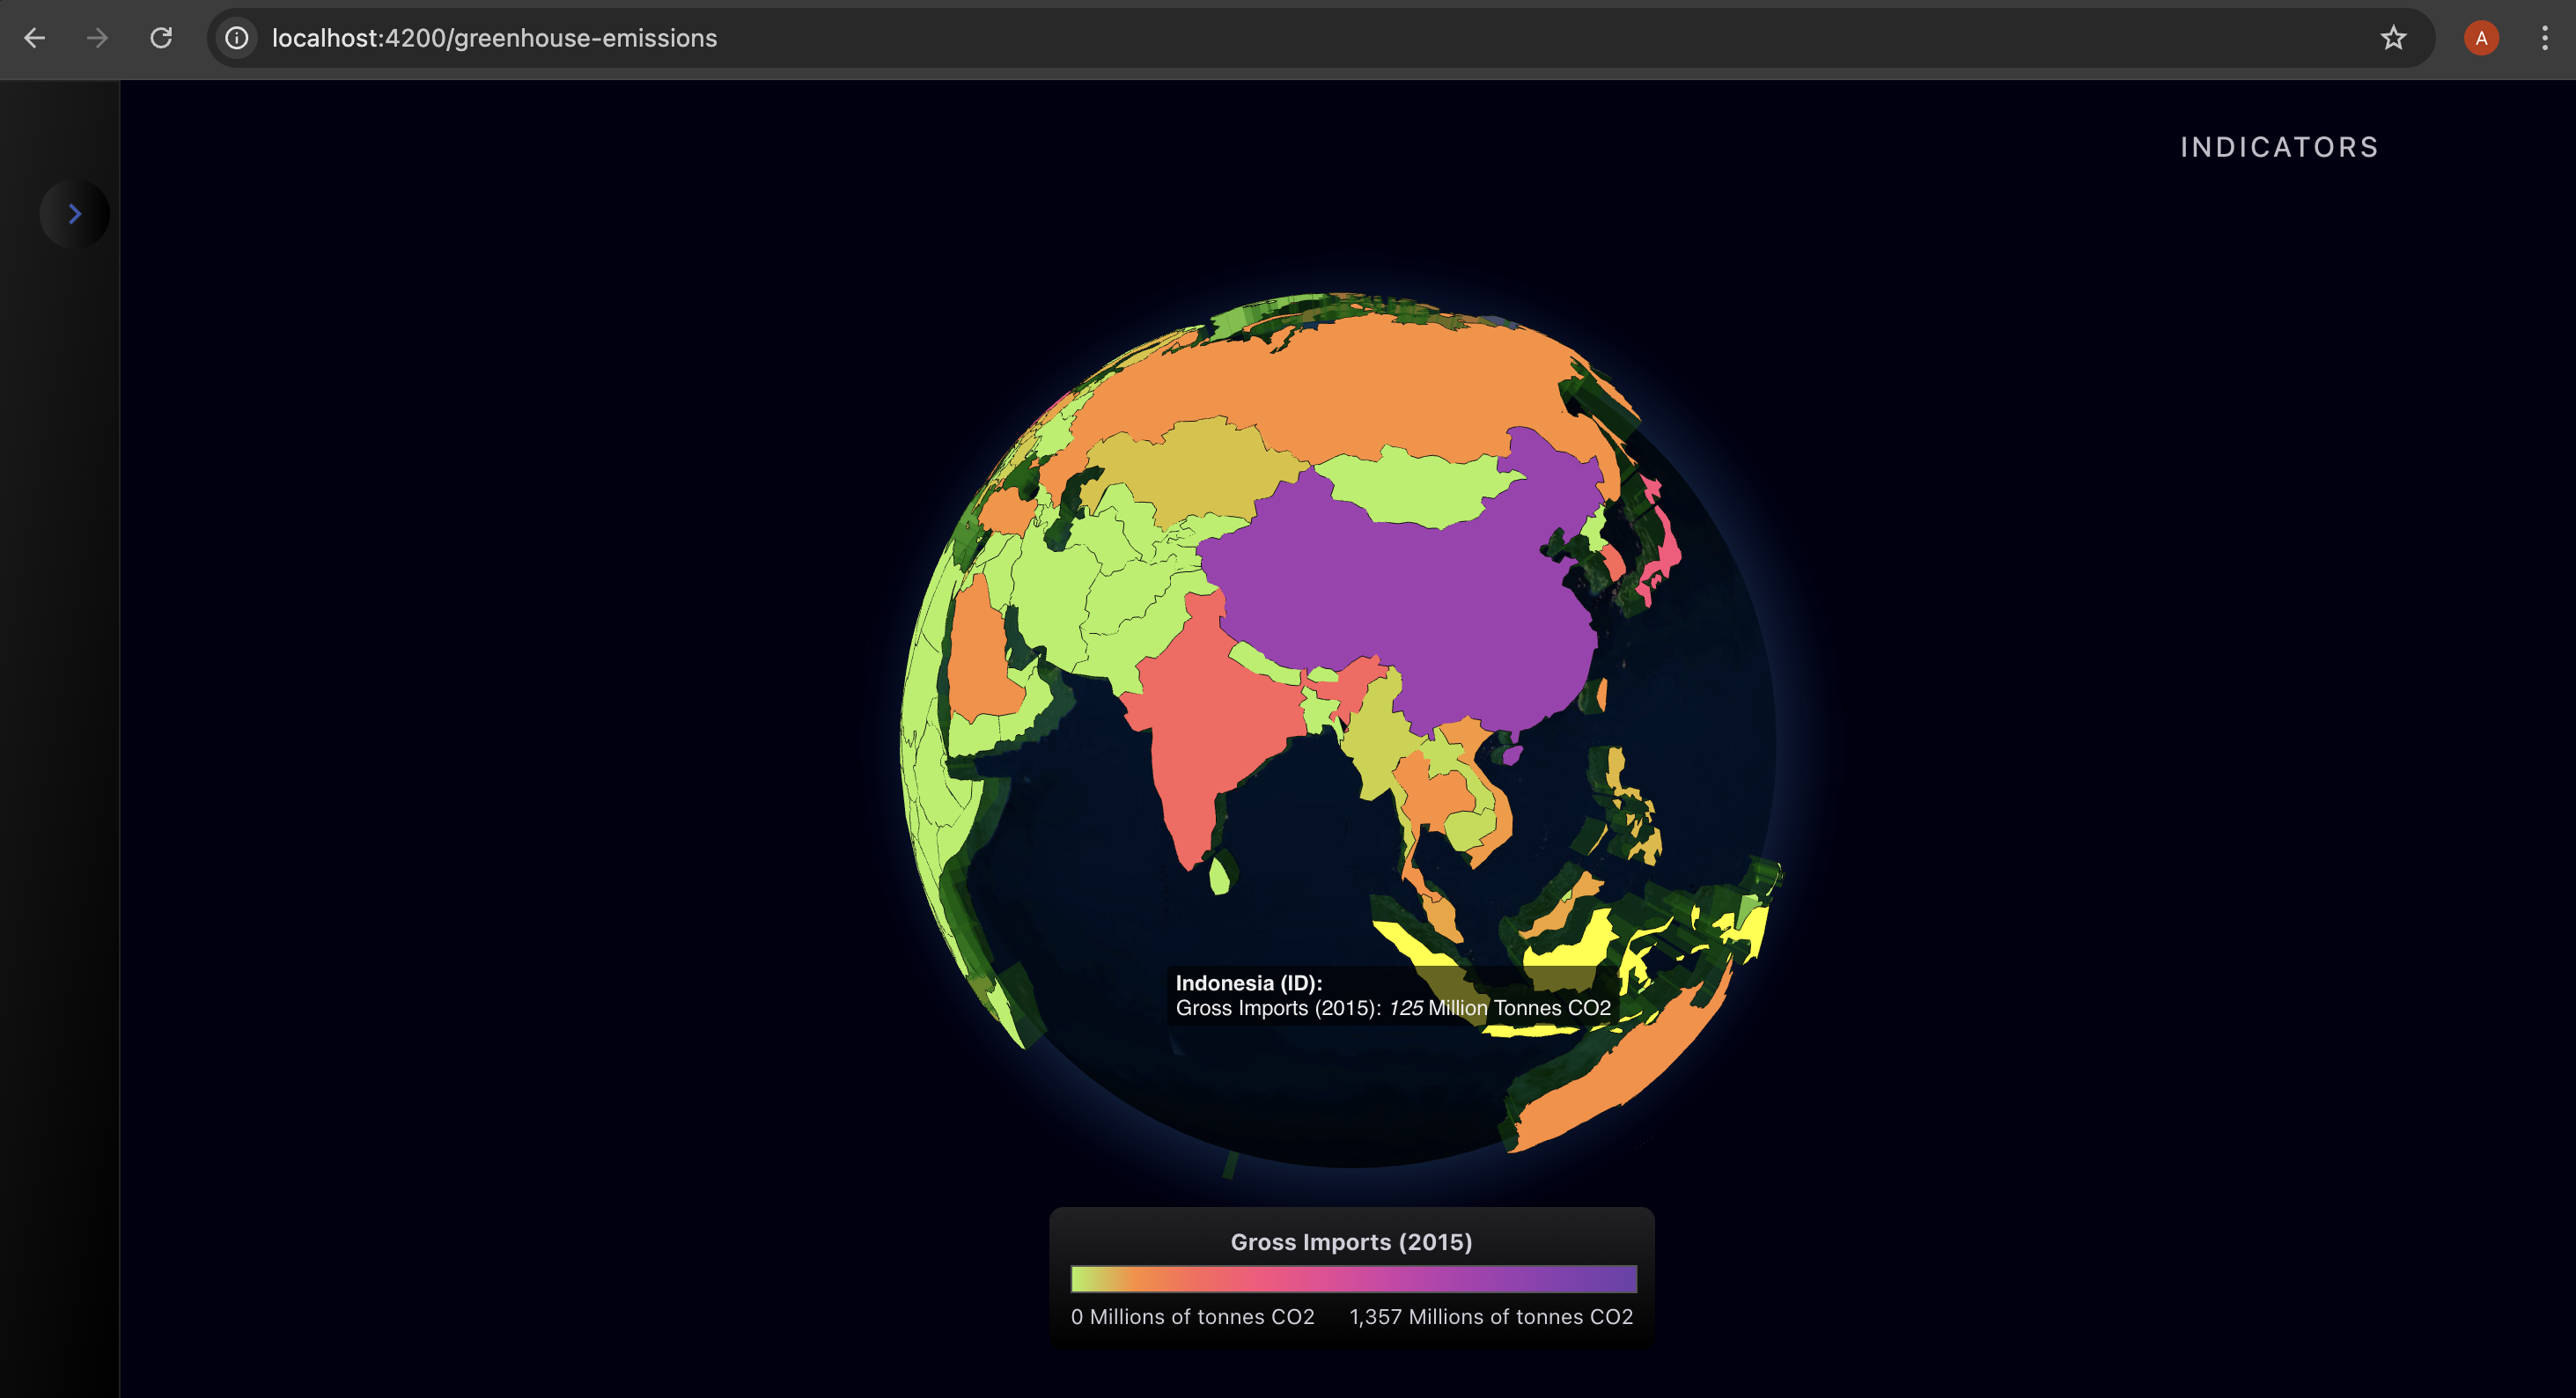 localhost:4200/greenhouse-emissions
A
INDICATORS
Indonesia (ID):
Gross Imports (2015): 125 Million Tonnes CO2
Gross Imports (2015)
0 Millions of tonnes CO2 1,357 Millions of tonnes CO2